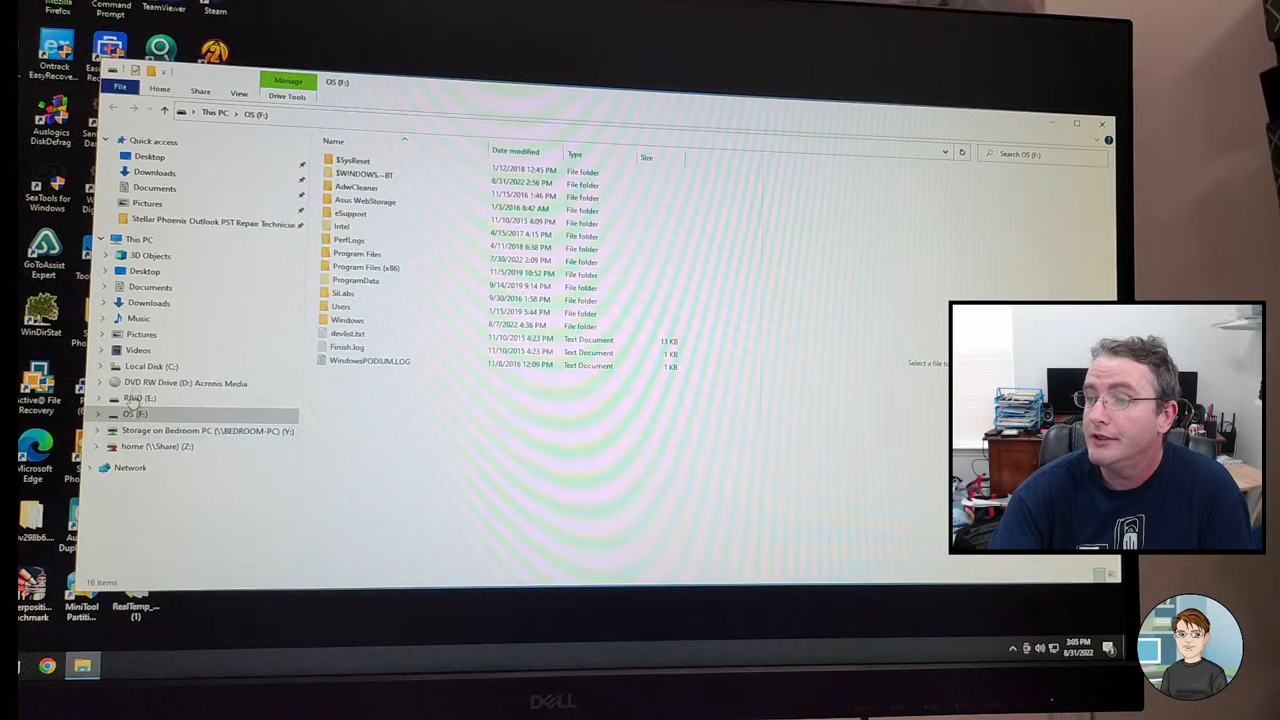 Mozilla
Firefox
Command
Prompt
TeamViewer
Steam
Ontrack
EasyRecove...
Auslogics
DiskDefrag
SeaTools for
Windows
GoToAssist
Expert
WinDirStat
Active@ File
Recovery
Microsoft
Edge
MiniTool
Partiti...
RealTemp_...
(1)
Manage
OS (F:)
File
Home
Share
View
Drive Tools
This PC › OS (F:)
Search OS (F:)
Quick access
Desktop
Downloads
Documents
Pictures
Stellar Phoenix Outlook PST Repair Technicia
This PC
3D Objects
Desktop
Documents
Downloads
Music
Pictures
Videos
Local Disk (C:)
DVD RW Drive (D:) Acronis Media
RAID (E:)
OS (F:)
Storage on Bedroom PC (\\BEDROOM-PC) (Y:)
home (\\Share) (Z:)
Network
Name Date modified Type Size
$SysReset 1/12/2018 12:45 PM File folder
$WINDOWS.~BT 8/31/2022 2:56 PM File folder
AdwCleaner 11/15/2016 1:46 PM File folder
Asus WebStorage 1/3/2016 8:42 AM File folder
eSupport 11/10/2015 4:09 PM File folder
Intel 4/15/2017 4:15 PM File folder
PerfLogs 4/11/2018 6:38 PM File folder
Program Files 7/30/2022 2:09 PM File folder
Program Files (x86) 11/5/2019 10:52 PM File folder
ProgramData 9/14/2019 9:14 PM File folder
SiLabs 9/30/2016 1:58 PM File folder
Users 1/15/2019 5:44 PM File folder
Windows 8/7/2022 4:36 PM File folder
devlist.txt 11/10/2015 4:23 PM Text Document 13 KB
Finish.log 11/10/2015 4:23 PM Text Document 1 KB
WindowsPODIUM.LOG 11/8/2016 12:09 PM Text Document 1 KB
Select a file to
16 items
3:05 PM
8/31/2022
DELL